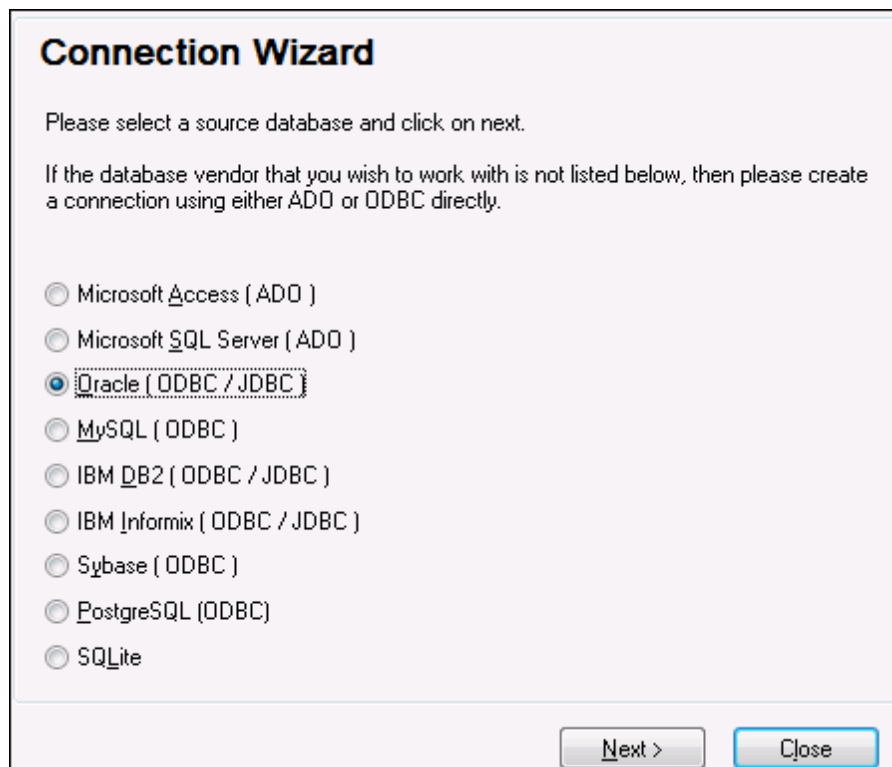 Connection Wizard
Please select a source database and click on next.
If the database vendor that you wish to work with is not listed below, then please create
a connection using either ADO or ODBC directly.
Microsoft Access ( ADO )
Microsoft SQL Server ( ADO )
Oracle ( ODBC / JDBC )
MySQL ( ODBC )
IBM DB2 ( ODBC / JDBC )
IBM Informix ( ODBC / JDBC )
Sybase ( ODBC )
PostgreSQL (ODBC)
SQLite
Next > Close